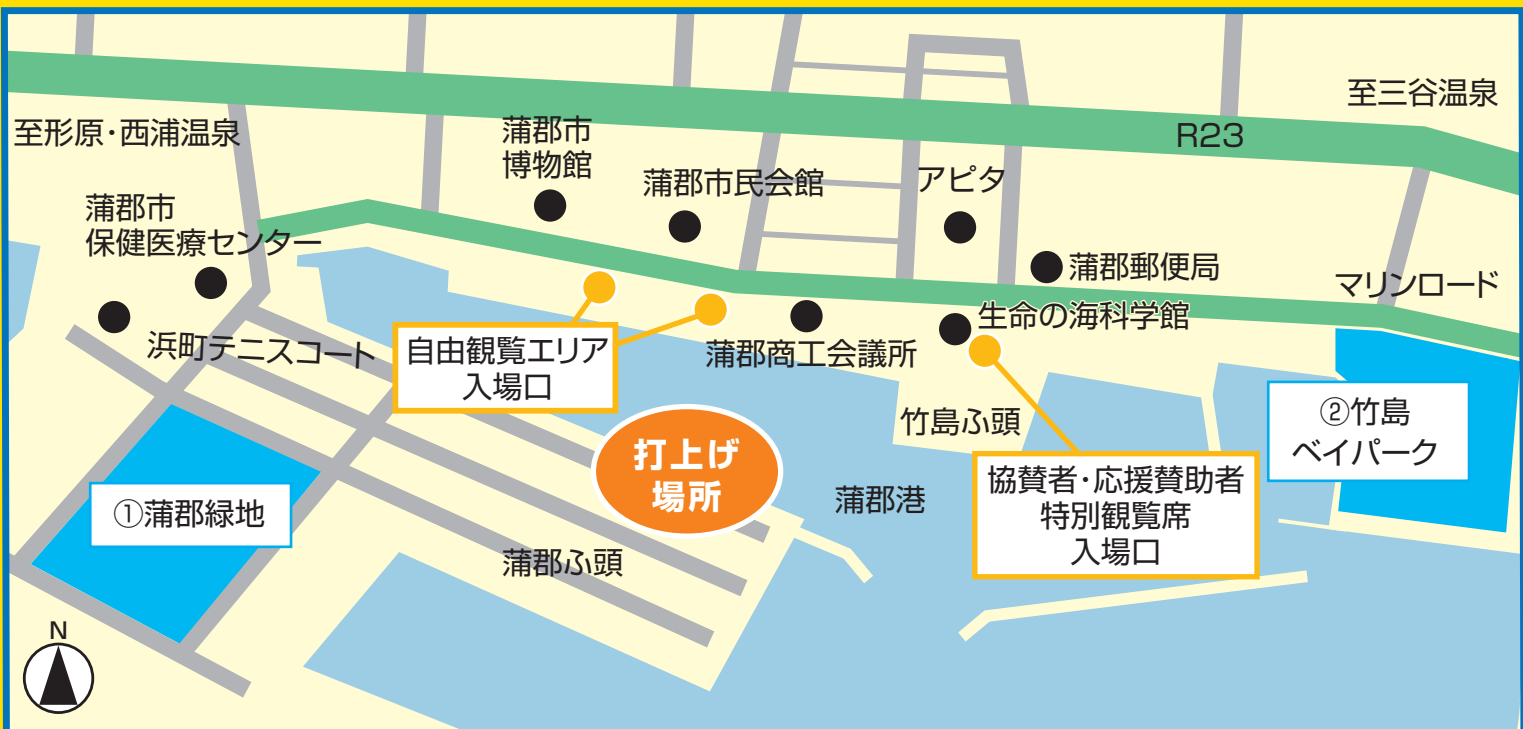 至三谷温泉
R23
至形原・西浦温泉
蒲郡市
博物館
蒲郡市民会館
アピタ
蒲郡市
保健医療センター
蒲郡郵便局
マリンロード
生命の海科学館
浜町テニスコート
自由観覧エリア
入場口
蒲郡商工会議所
竹島ふ頭
②竹島
ベイパーク
打上げ
場所
協賛者・応援賛助者
特別観覧席
入場口
蒲郡港
①蒲郡緑地
蒲郡ふ頭
N